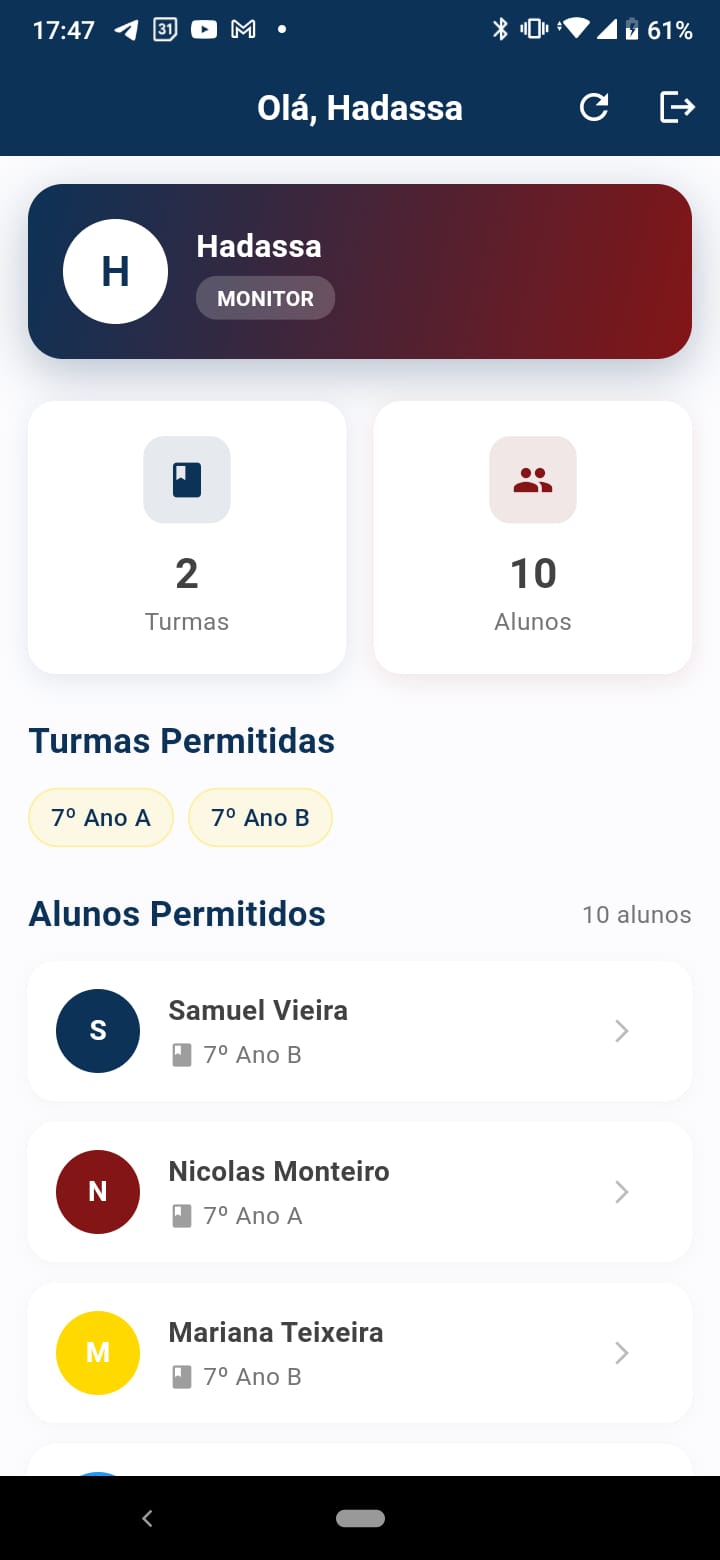 17:47 31 61%
Olá, Hadassa
H
Hadassa
MONITOR
2
Turmas
10
Alunos
Turmas Permitidas
7º Ano A 7º Ano B
Alunos Permitidos 10 alunos
S
Samuel Vieira
7º Ano B
N
Nicolas Monteiro
7º Ano A
M
Mariana Teixeira
7º Ano B